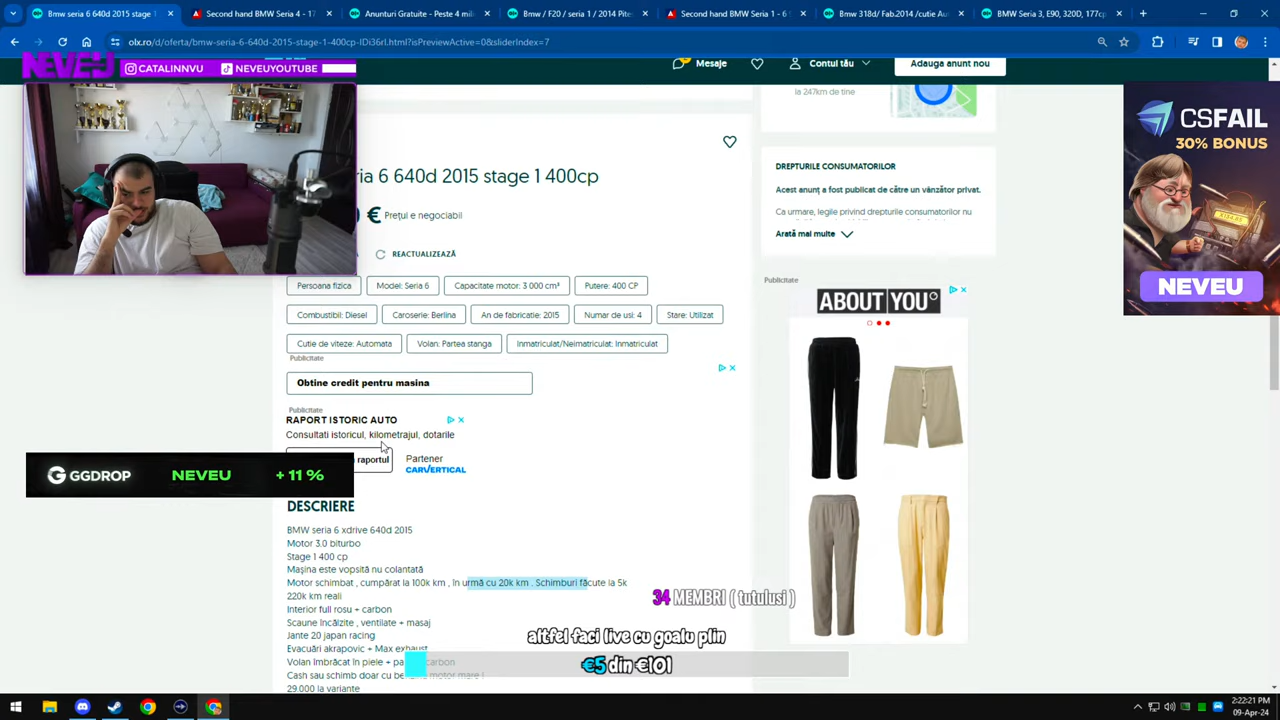 BMW seria 6 640d 2015 stage 1
Second hand BMW Seria 4 - 17
Anunturi Gratuite - Peste 4 mil
Bmw / F20 / seria 1 / 2014 Pite
Second hand BMW Seria 1 - 6
Bmw 318d/ Fab.2014 /cutie Au
BMW Seria 3, E90, 320D, 177cp
olx.ro/d/oferta/bmw-seria-6-640d-2015-stage-1-400cp-IDi36rl.html?isPreviewActive=0&sliderIndex=7
NEVEU
CATALINNVU
NEVEUYOUTUBE
Mesaje
Contul tău
Adauga anunt nou
la 247km de tine
CSFAIL
30% BONUS
NEVEU
DREPTURILE CONSUMATORILOR
Acest anunț a fost publicat de către un vânzător privat.
Ca urmare, legile privind drepturile consumatorilor nu
Arată mai multe
ria 6 640d 2015 stage 1 400cp
€ Prețul e negociabil
REACTUALIZEAZĂ
Persoana fizica
Model: Seria 6
Capacitate motor: 3 000 cm³
Putere: 400 CP
Combustibil: Diesel
Caroserie: Berlina
An de fabricatie: 2015
Numar de usi: 4
Stare: Utilizat
Cutie de viteze: Automata
Volan: Partea stanga
Inmatriculat/Neimatriculat: Inmatriculat
Publicitate
Obtine credit pentru masina
Publicitate
RAPORT ISTORIC AUTO
Consultati istoricul, kilometrajul, dotarile
raportul
Partener
CARVERTICAL
Publicitate
ABOUT YOU
GGDROP
NEVEU
+ 11 %
DESCRIERE
BMW seria 6 xdrive 640d 2015
Motor 3.0 biturbo
Stage 1 400 cp
Mașina este vopsită nu colantată
Motor schimbat , cumpărat la 100k km , în urmă cu 20k km . Schimburi făcute la 5k
220k km reali
Interior full rosu + carbon
Scaune încălzite , ventilate + masaj
Jante 20 japan racing
Evacuări akrapovic + Max exhaust
Volan îmbrăcat în piele + pa carbon
Cash sau schimb doar cu be motor mare !
29.000 la variante
34 MEMBRI ( tutulusi )
altfel faci live cu goalu plin
€5 din €101
2:22:21 PM
09-Apr-24